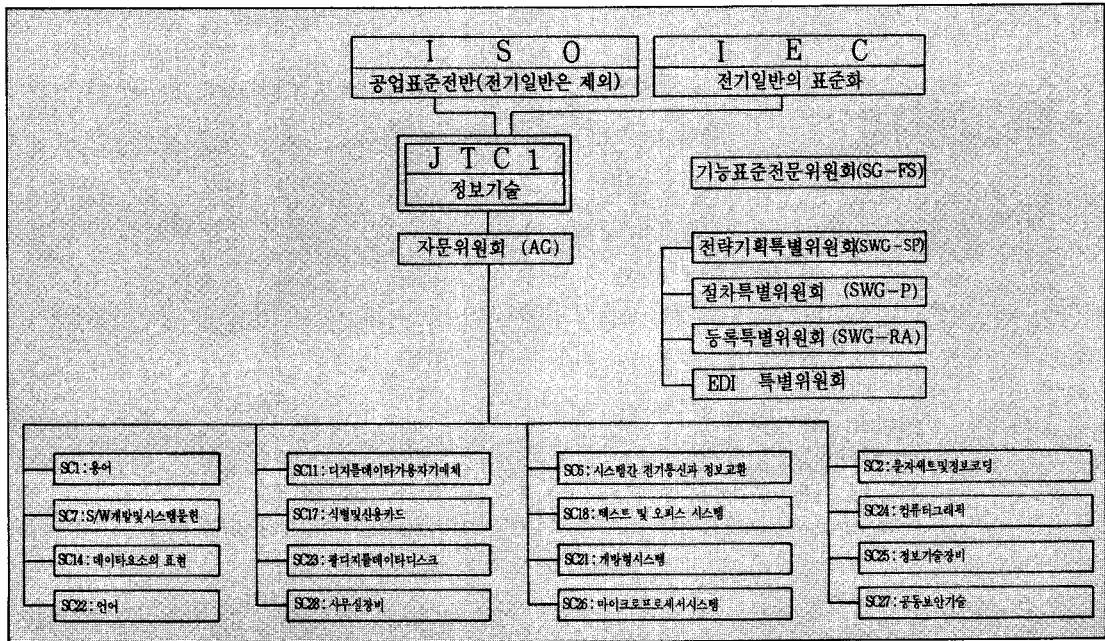 I S O
공업표준전반(전기일반은 제외)
I E C
전기일반의 표준화
J T C 1
정보기술
기능표준전문위원회(SG-FS)
자문위원회 (AG)
전략기획특별위원회(SWG-SP)
절차특별위원회 (SWG-P)
등록특별위원회 (SWG-RA)
EDI 특별위원회
SC1 : 용어
SC7 : S/W개발및시스템문헌
SC14 : 데이타요소의 표현
SC22 : 언어
SC11 : 디지틀데이타가용자기매체
SC17 : 식별및신용카드
SC23 : 광디지틀데이타디스크
SC28 : 사무실장비
SC6 : 시스템간 전기통신과 정보교환
SC18 : 텍스트 및 오피스 시스템
SC21 : 개방형시스템
SC26 : 마이크로프로세서시스템
SC2 : 문자세트및정보코딩
SC24 : 컴퓨터그래픽
SC25 : 정보기술장비
SC27 : 공통보안기술